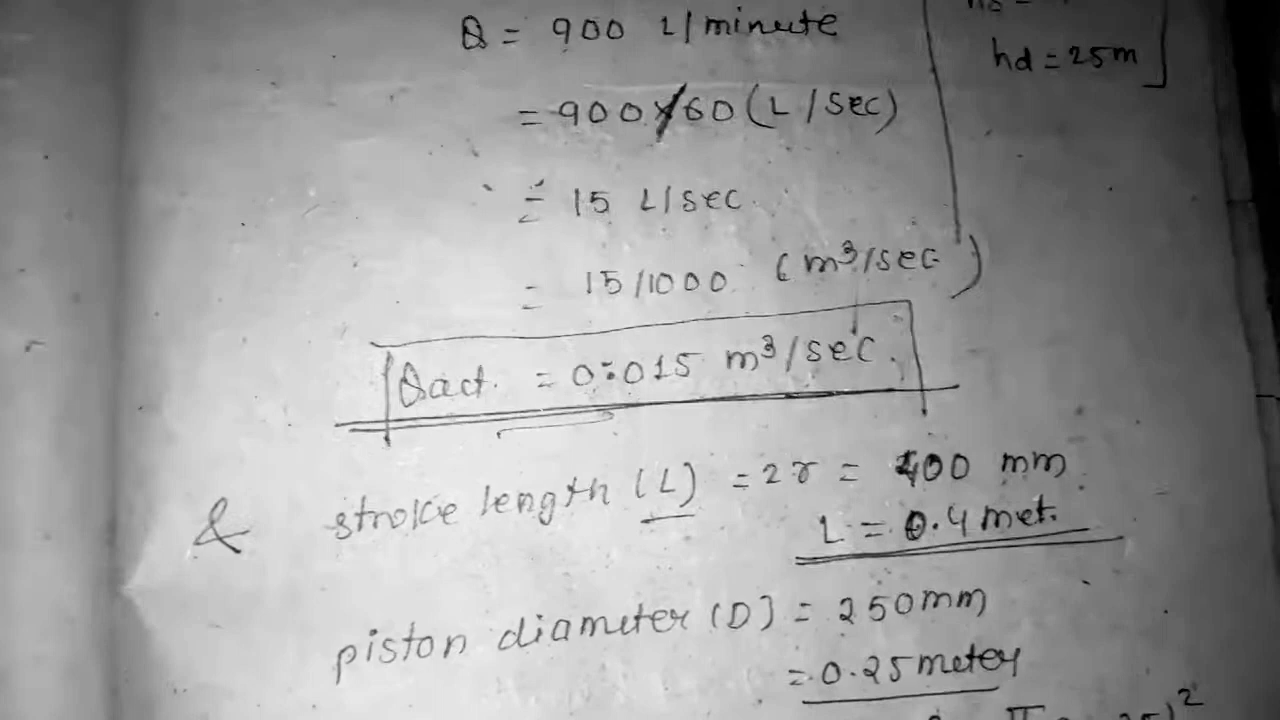 Q = 900 L/minute
hd = 25m
= 900/60 (L/sec)
= 15 L/sec
= 15/1000 (m³/sec)
Qact. = 0.015 m³/sec.
& stroke length (L) = 2r = 400 mm
L = 0.4 met.
piston diameter (D) = 250mm
= 0.25 meter